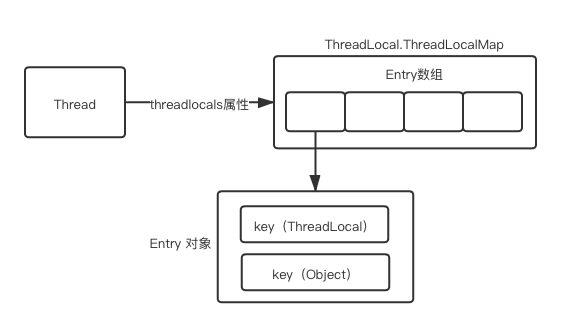 ThreadLocal.ThreadLocalMap
Entry数组
Thread
threadlocals属性
key（ThreadLocal）
Entry 对象
key（Object）